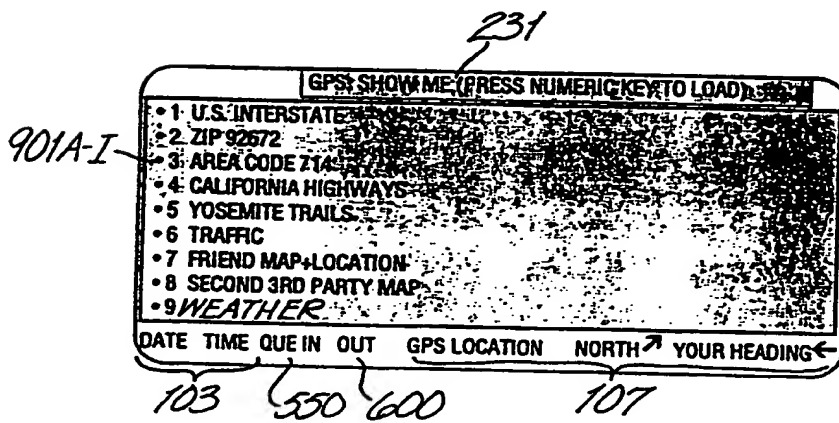 231
GPS: SHOW ME (PRESS NUMERIC KEY TO LOAD)
• 1 U.S. INTERSTATE
• 2 ZIP 92672
901A-I
• 3 AREA CODE 714
• 4 CALIFORNIA HIGHWAYS
• 5 YOSEMITE TRAILS
• 6 TRAFFIC
• 7 FRIEND MAP+LOCATION
• 8 SECOND 3RD PARTY MAP
• 9 WEATHER
DATE TIME QUE IN OUT GPS LOCATION NORTH↗ YOUR HEADING←
103 550 600 107